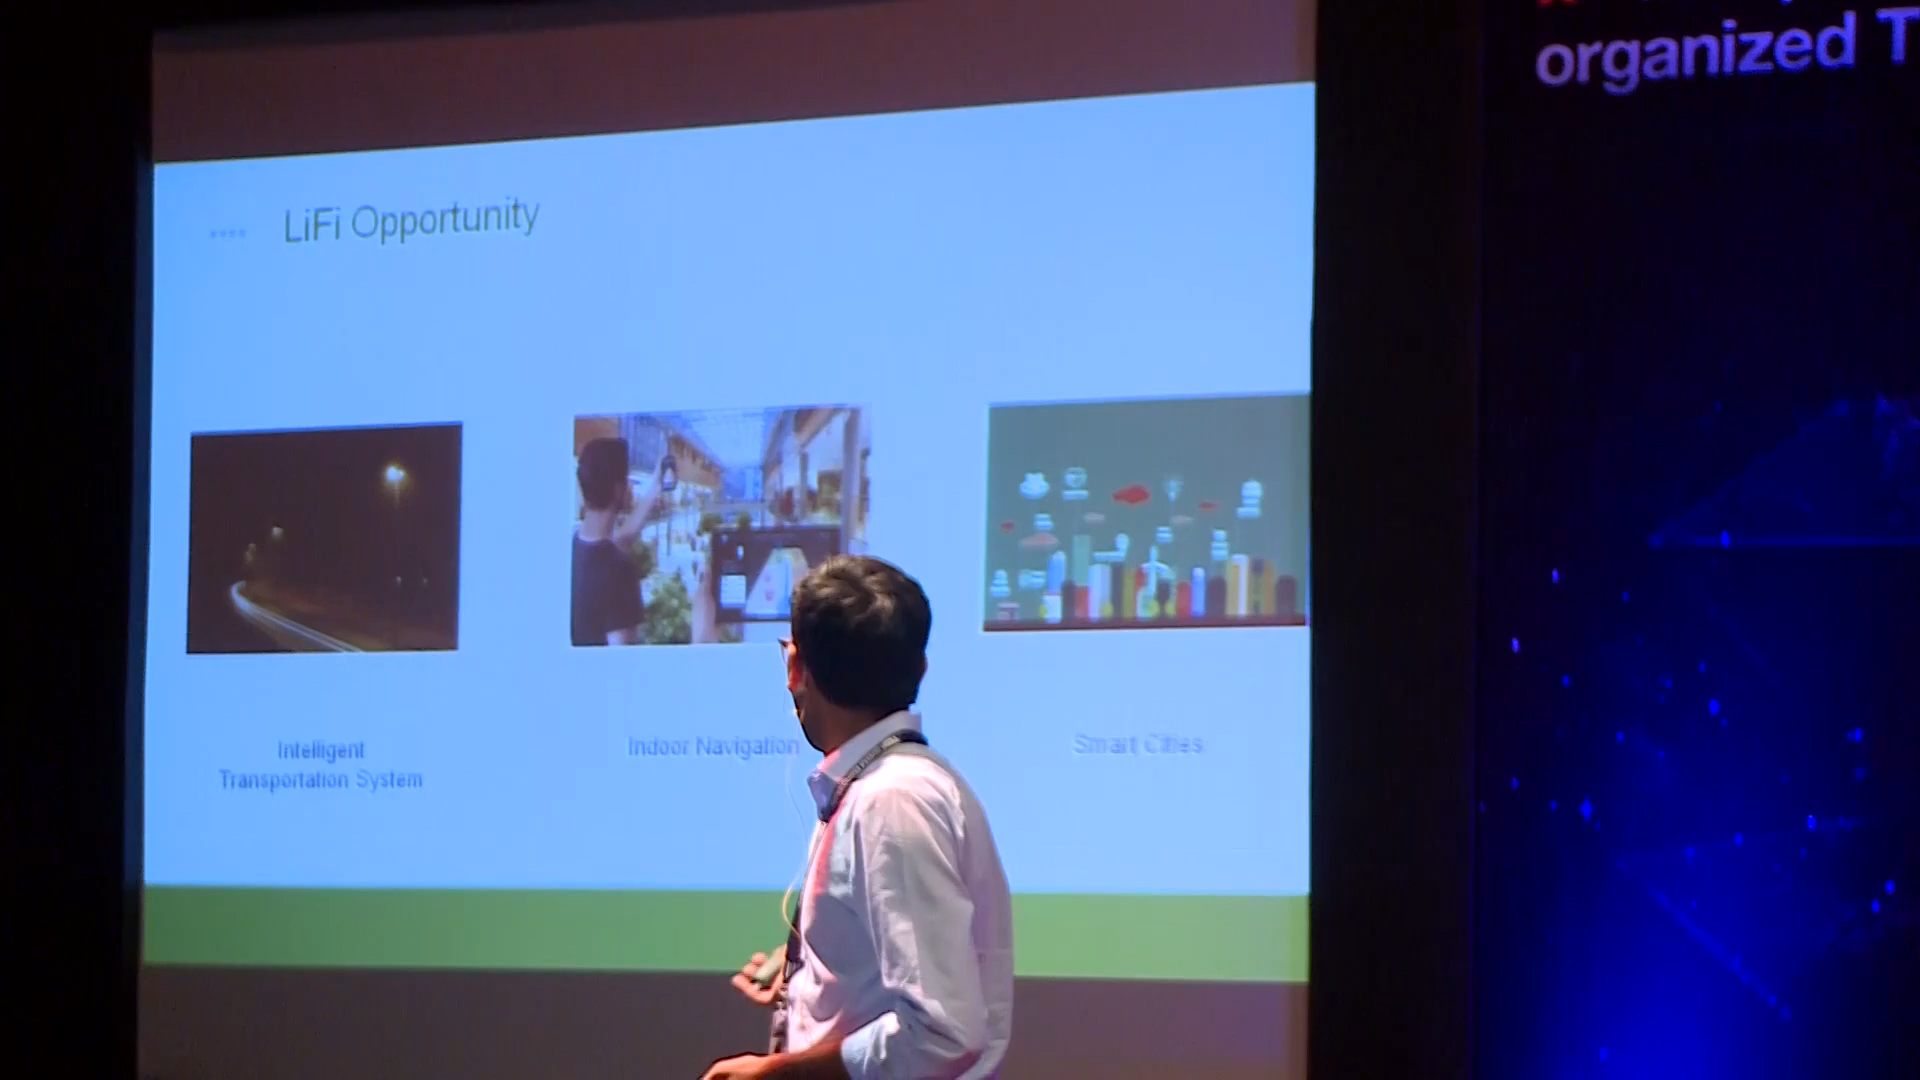 organized T
LiFi Opportunity
Intelligent
Transportation System
Indoor Navigation
Smart Cities